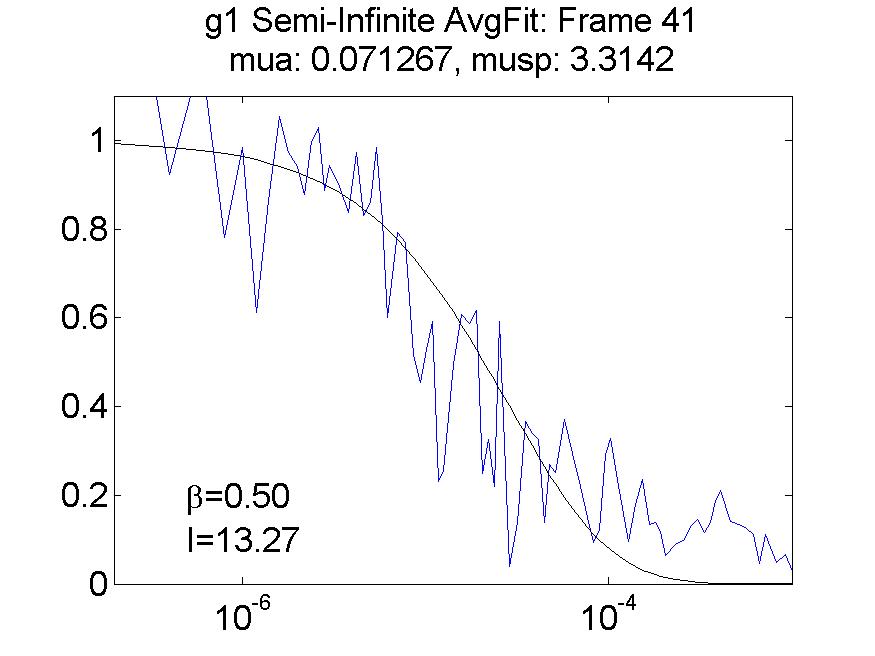 g1 Semi-Infinite AvgFit: Frame 41
mua: 0.071267, musp: 3.3142
1
0.8
0.6
0.4
0.2
0
β=0.50
I=13.27
10^-6
10^-4